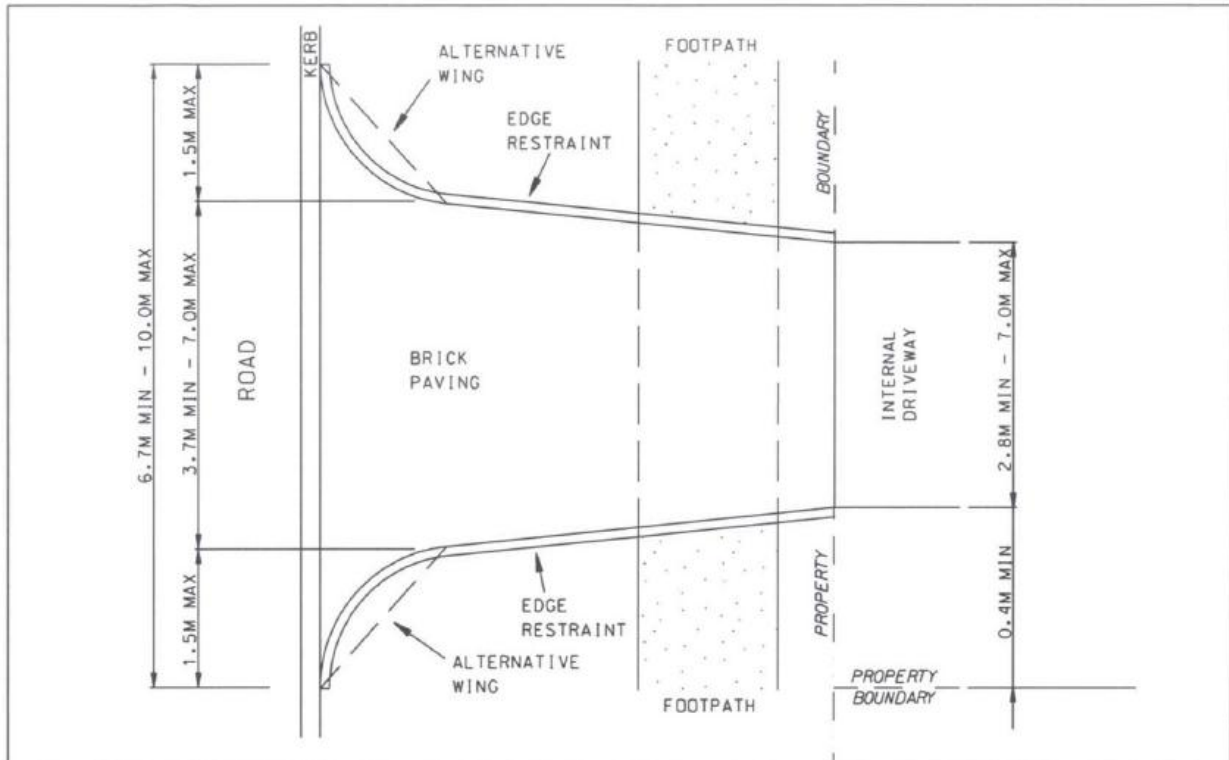 FOOTPATH
KERB
ALTERNATIVE
WING
1.5M MAX
EDGE
RESTRAINT
BOUNDARY
6.7M MIN - 10.0M MAX
3.7M MIN - 7.0M MAX
ROAD
BRICK
PAVING
INTERNAL
DRIVEWAY
2.8M MIN - 7.0M MAX
1.5M MAX
EDGE
RESTRAINT
PROPERTY
0.4M MIN
ALTERNATIVE
WING
FOOTPATH
PROPERTY
BOUNDARY